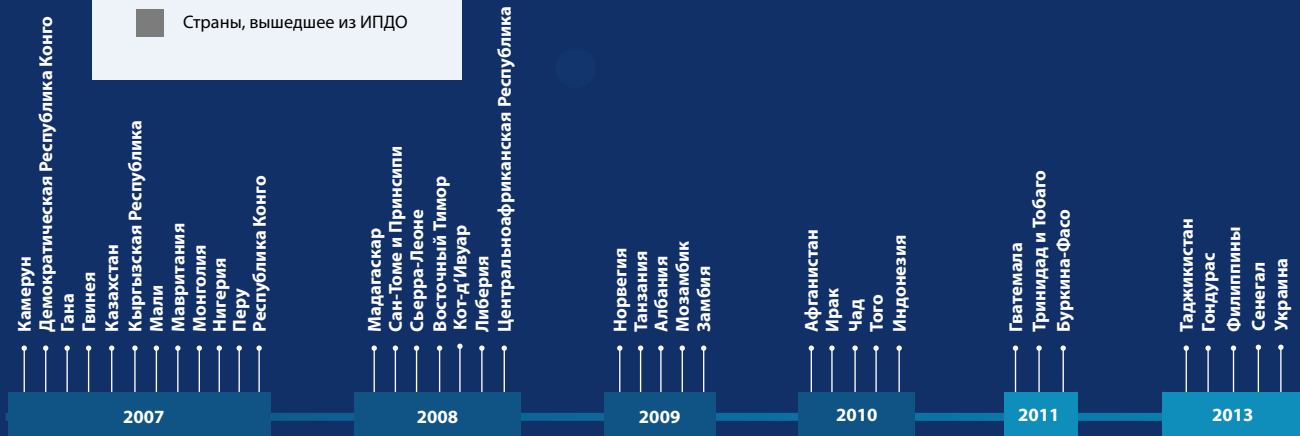 Страны, вышедшее из ИПДО
Камерун
Демократическая Республика Конго
Гана
Гвинея
Казахстан
Кыргызская Республика
Мали
Мавритания
Монголия
Нигерия
Перу
Республика Конго
Мадагаскар
Сан-Томе и Принсипи
Сьерра-Леоне
Восточный Тимор
Кот-д'Ивуар
Либерия
Центральноафриканская Республика
Норвегия
Танзания
Албания
Мозамбик
Замбия
Афганистан
Ирак
Чад
Того
Индонезия
Гватемала
Тринидад и Тобаго
Буркина-Фасо
Таджикистан
Гондурас
Филиппины
Сенегал
Украина
2007
2008
2009
2010
2011
2013